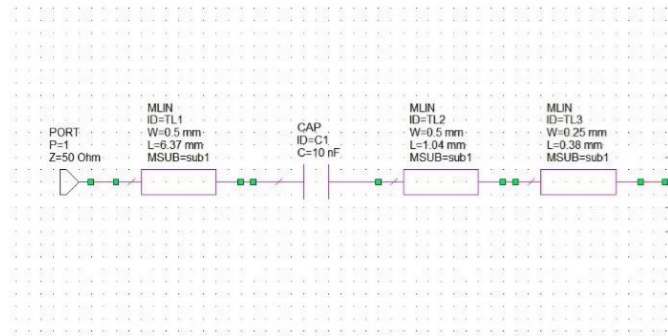 PORT
P=1
Z=50 Ohm
MLIN
ID=TL1
W=0.5 mm
L=6.37 mm
MSUB=sub1
CAP
ID=C1
C=10 nF
MLIN
ID=TL2
W=0.5 mm
L=1.04 mm
MSUB=sub1
MLIN
ID=TL3
W=0.25 mm
L=0.38 mm
MSUB=sub1